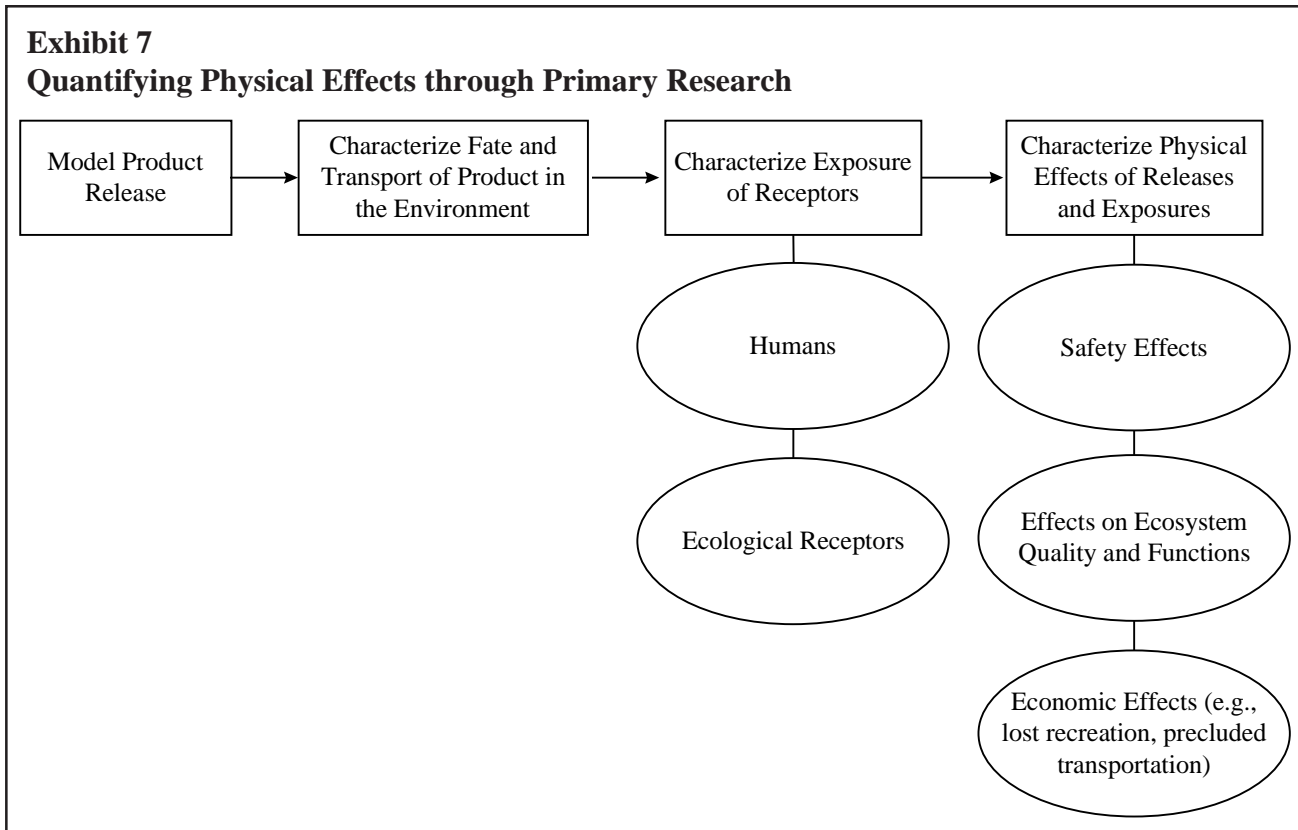 Exhibit 7
Quantifying Physical Effects through Primary Research
Model Product
Release
Characterize Fate and
Transport of Product in
the Environment
Characterize Exposure
of Receptors
Characterize Physical
Effects of Releases
and Exposures
Humans
Ecological Receptors
Safety Effects
Effects on Ecosystem
Quality and Functions
Economic Effects (e.g.,
lost recreation, precluded
transportation)